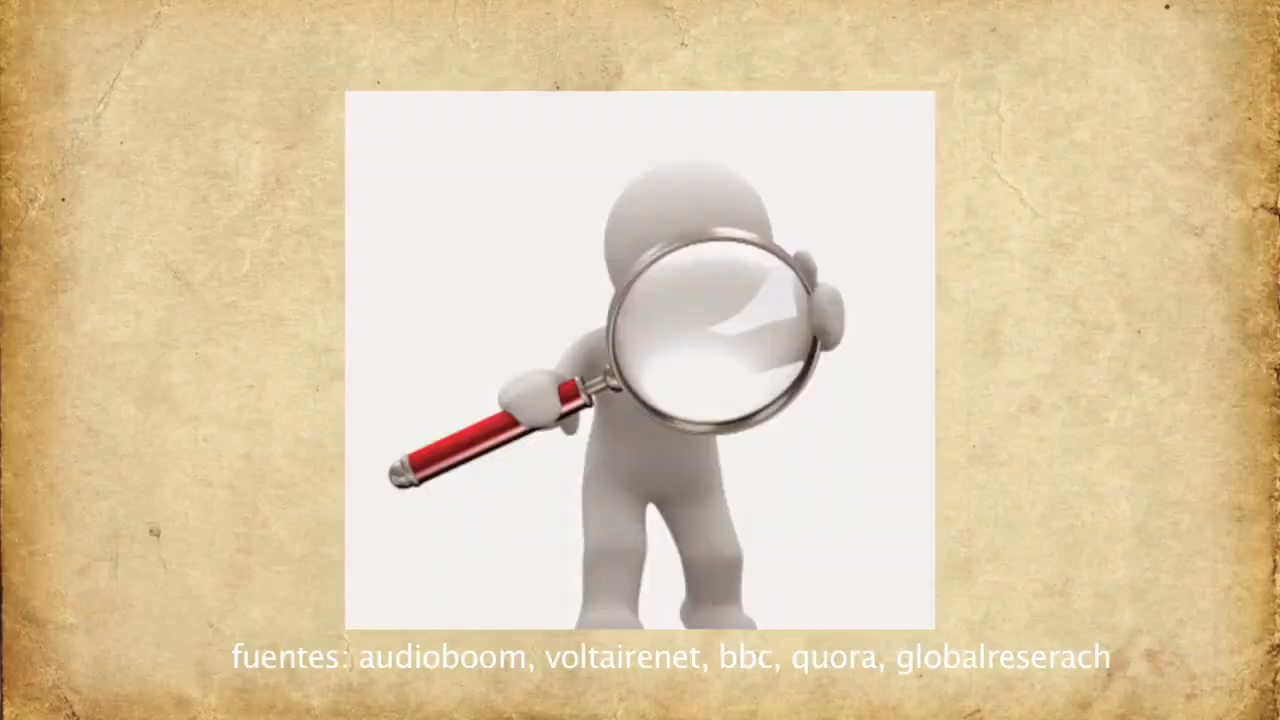 fuentes: audioboom, voltairenet, bbc, quora, globalreserach